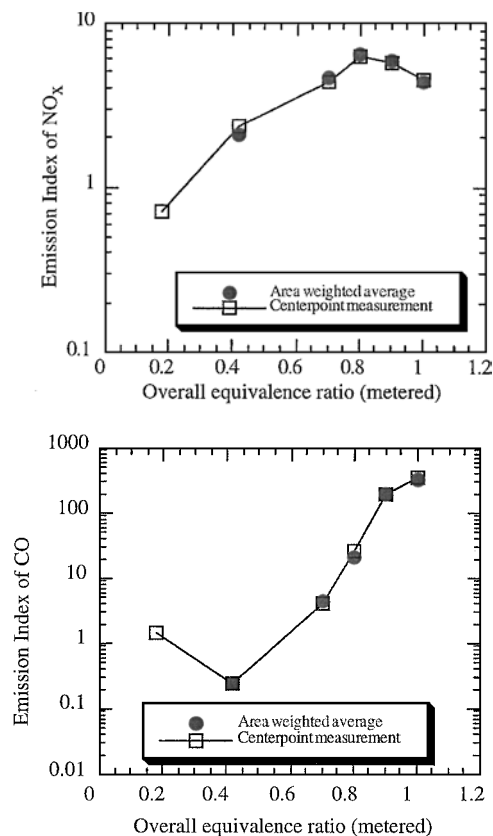 10
1
0.1
Emission Index of NOX
Area weighted average
Centerpoint measurement
0 0.2 0.4 0.6 0.8 1 1.2
Overall equivalence ratio (metered)
1000
100
10
1
0.1
0.01
Emission Index of CO
Area weighted average
Centerpoint measurement
0 0.2 0.4 0.6 0.8 1 1.2
Overall equivalence ratio (metered)